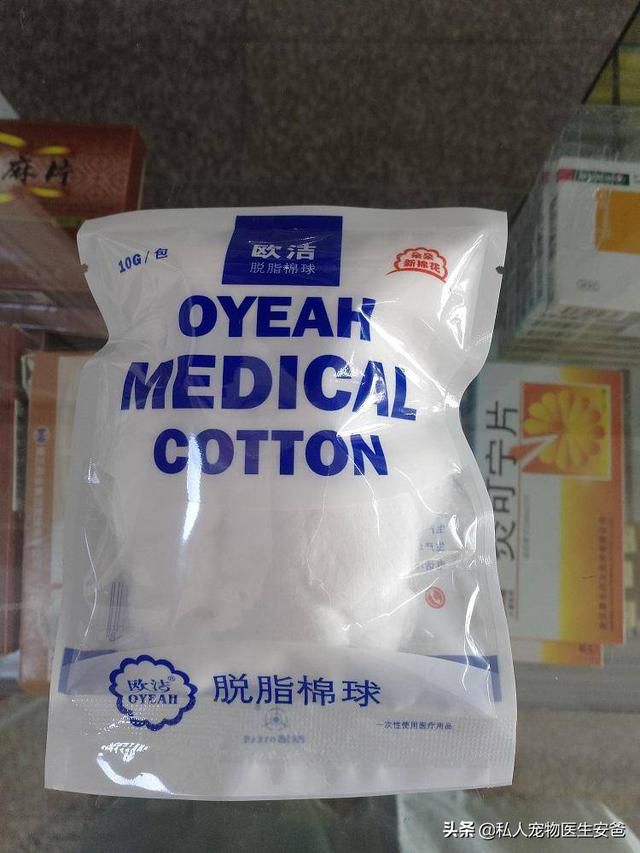 麻片
10G/包
欧洁
脱脂棉球
朵朵
新棉花
OYEAH
MEDICAL
COTTON
炎可宁片
欧洁®
OYEAH
脱脂棉球
一次性使用医疗用品
头条 @私人宠物医生安爸